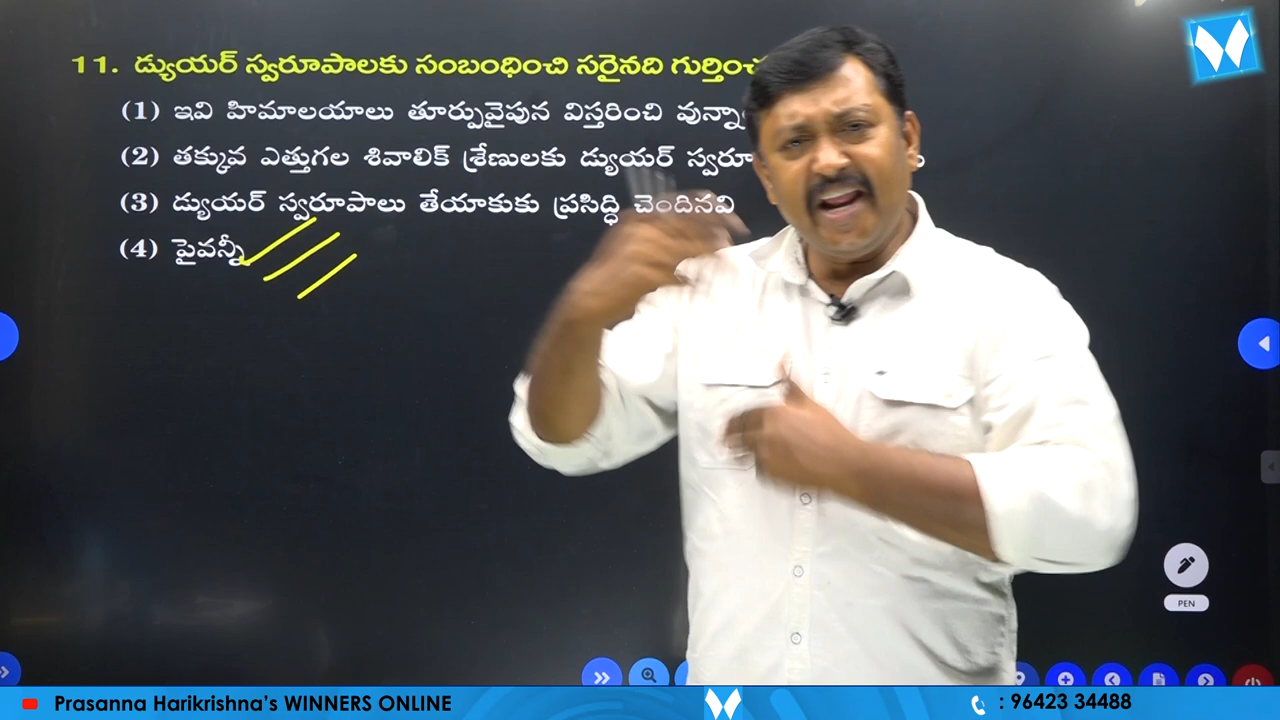 11. డ్యుయర్ స్వరూపాలకు సంబంధించి సరైనది
(1) ఇవి హిమాలయాలు తూర్పువైపున విస్తరించి
(2) తక్కువ ఎత్తుగల శివాలిక్ శ్రేణులకు డ్యుయర్
(3) డ్యుయర్ స్వరూపాలు తేయాకుకు ప్రసిద్ధి చెందినవి
(4) పైవన్నీ
PEN
Prasanna Harikrishna's WINNERS ONLINE
: 96423 34488